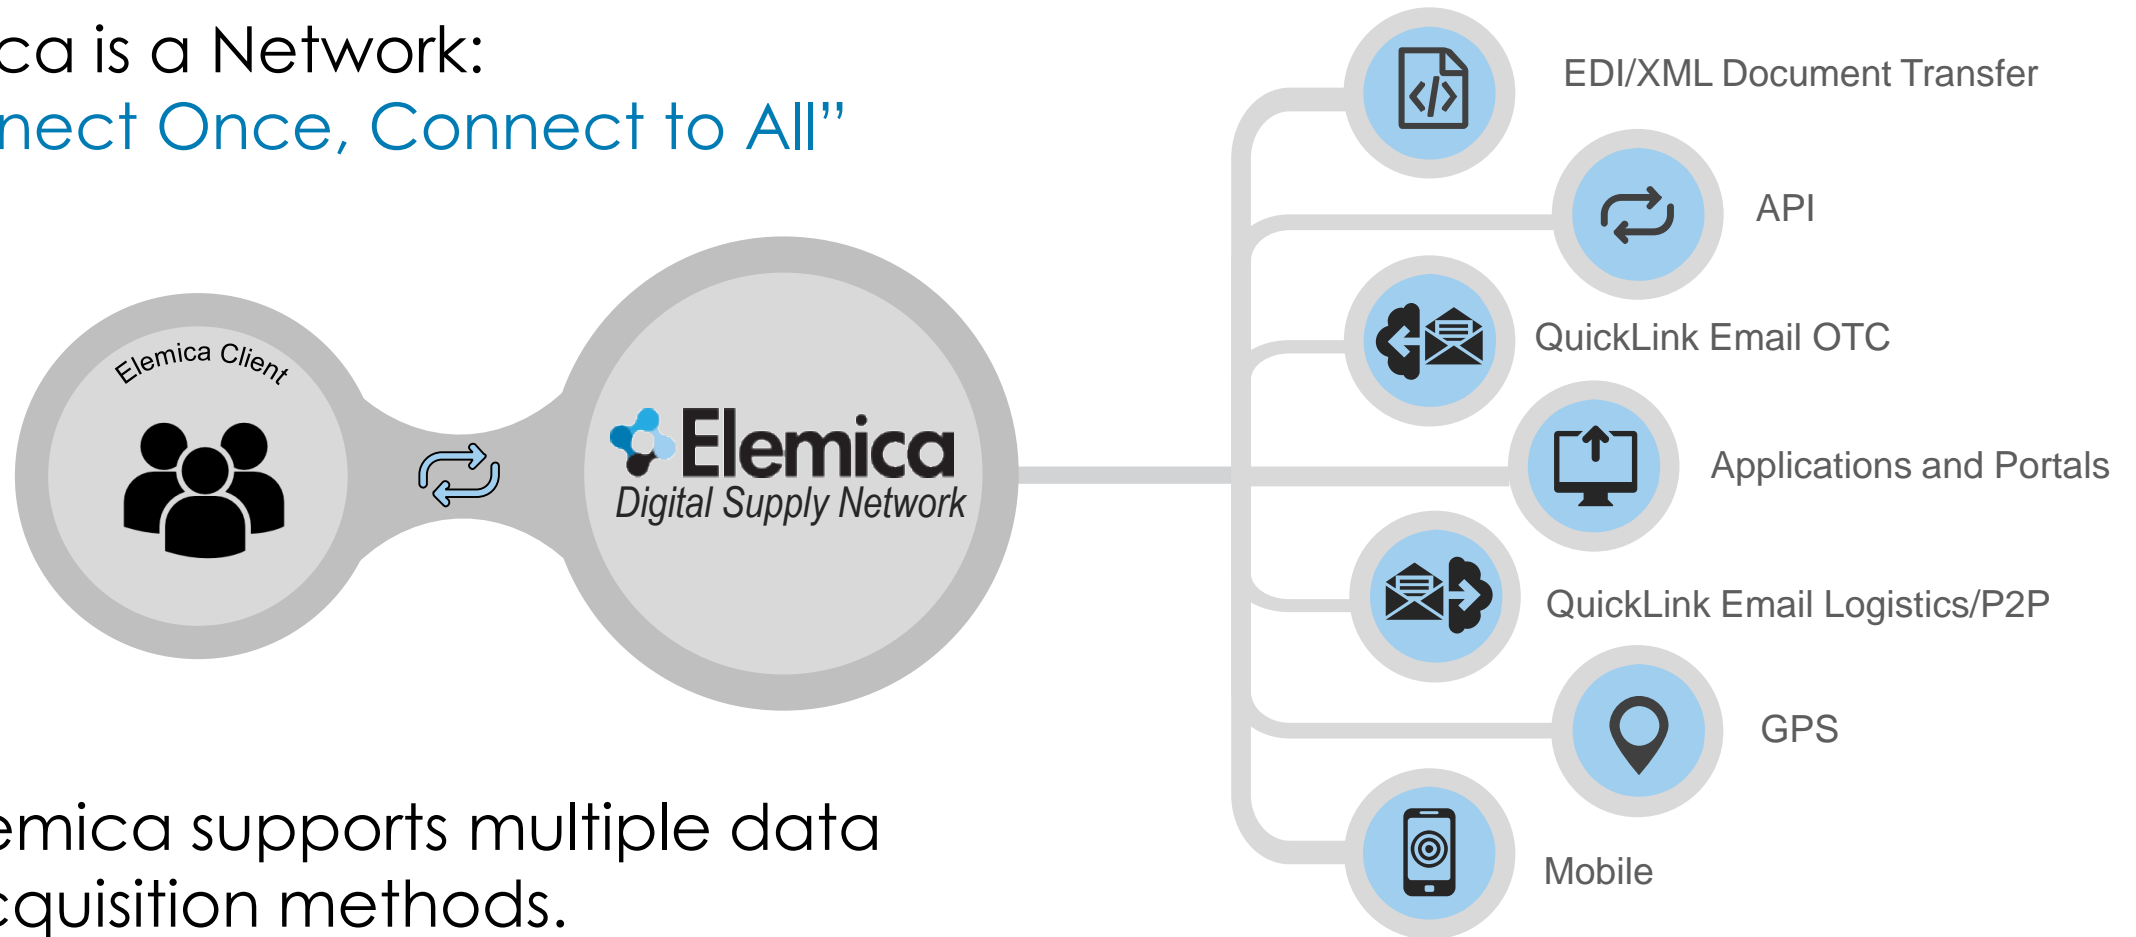 ca is a Network:
nect Once, Connect to All”
EDI/XML Document Transfer
API
QuickLink Email OTC
Elemica Client
Elemica
Digital Supply Network
Applications and Portals
QuickLink Email Logistics/P2P
GPS
emica supports multiple data
cquisition methods.
Mobile